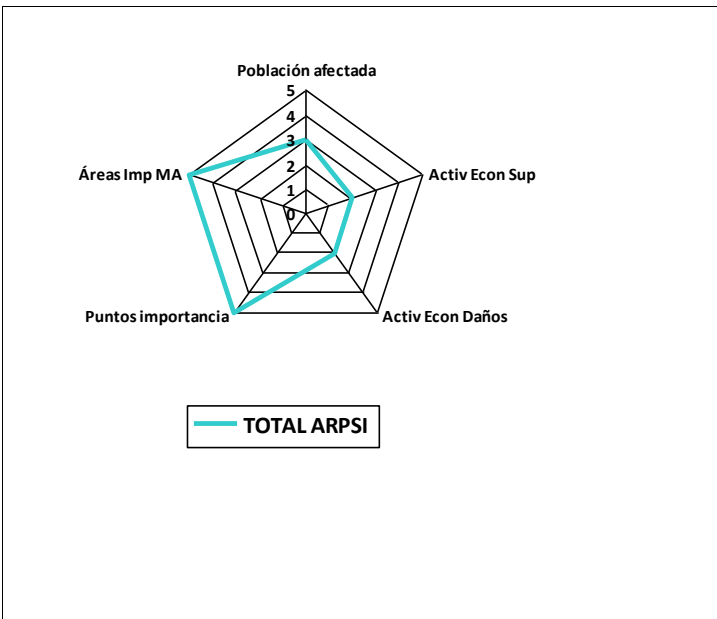 Población afectada
5
4
3
2
1
0
Áreas Imp MA
Activ Econ Sup
Puntos importancia
Activ Econ Daños
TOTAL ARPSI